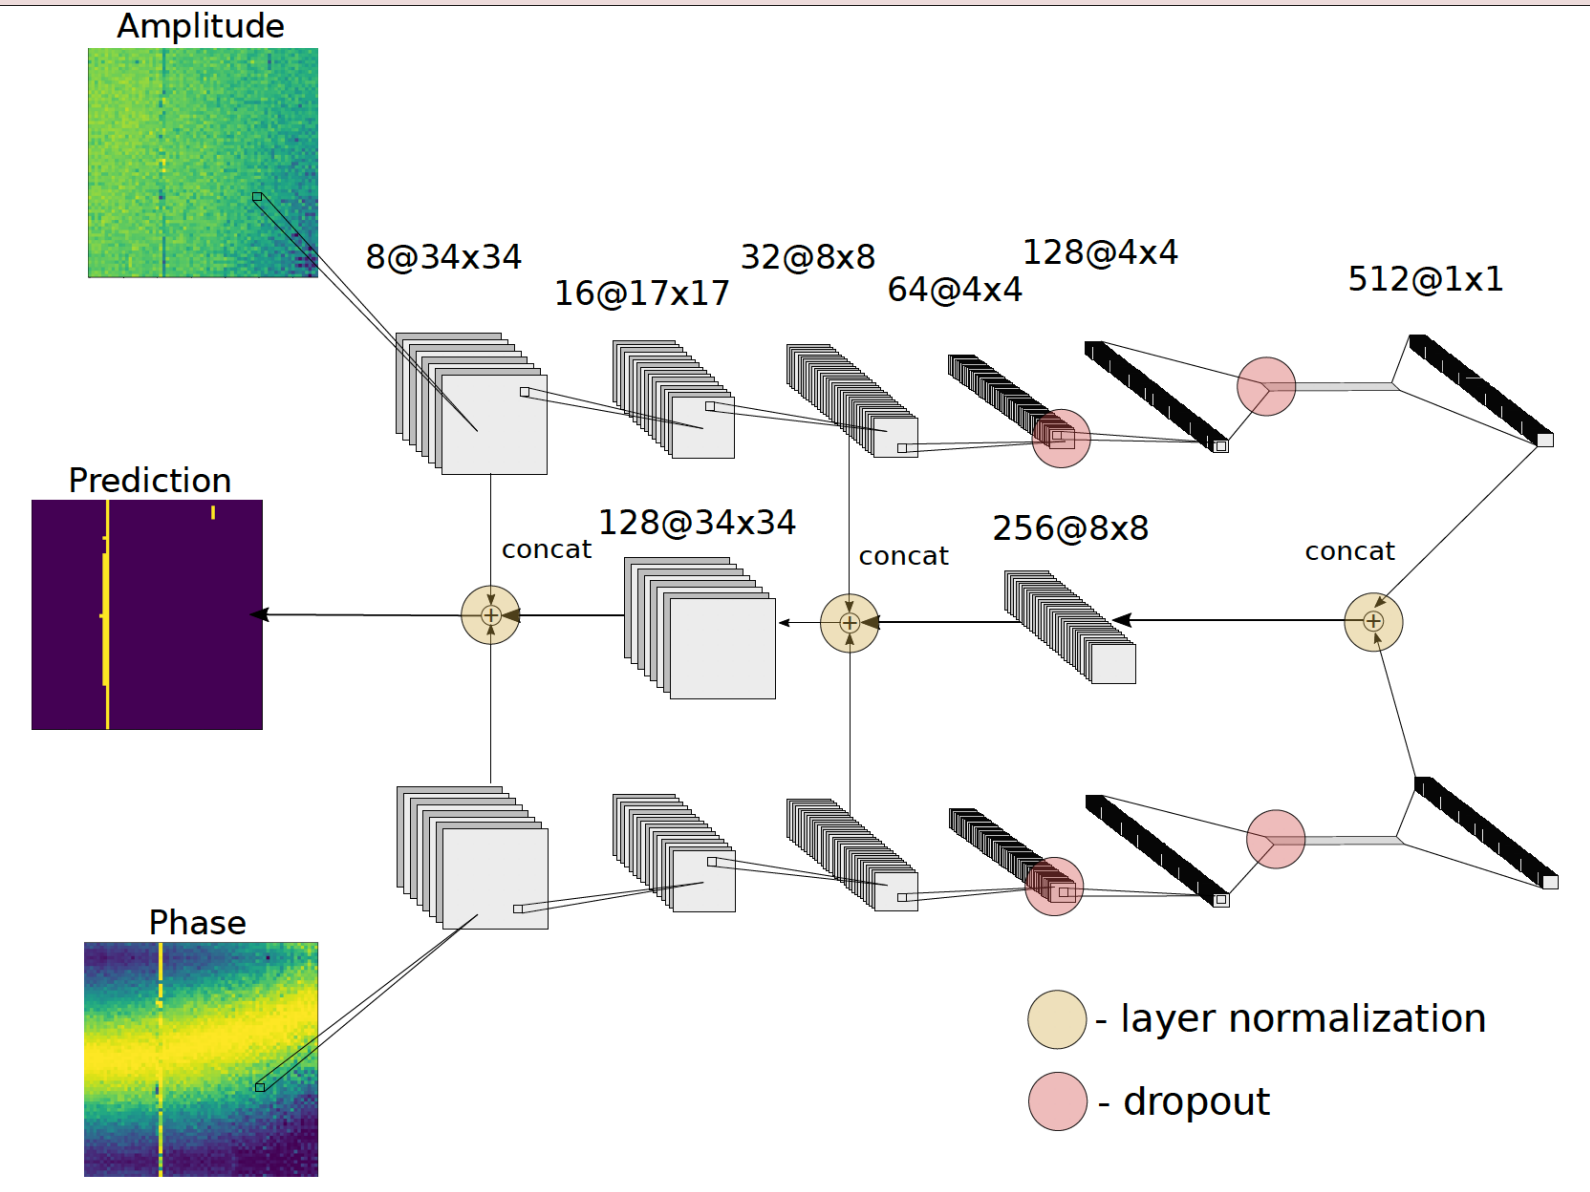 Amplitude
8@34x34
16@17x17
32@8x8
64@4x4
128@4x4
512@1x1
Prediction
concat
128@34x34
concat
256@8x8
concat
Phase
- layer normalization
- dropout